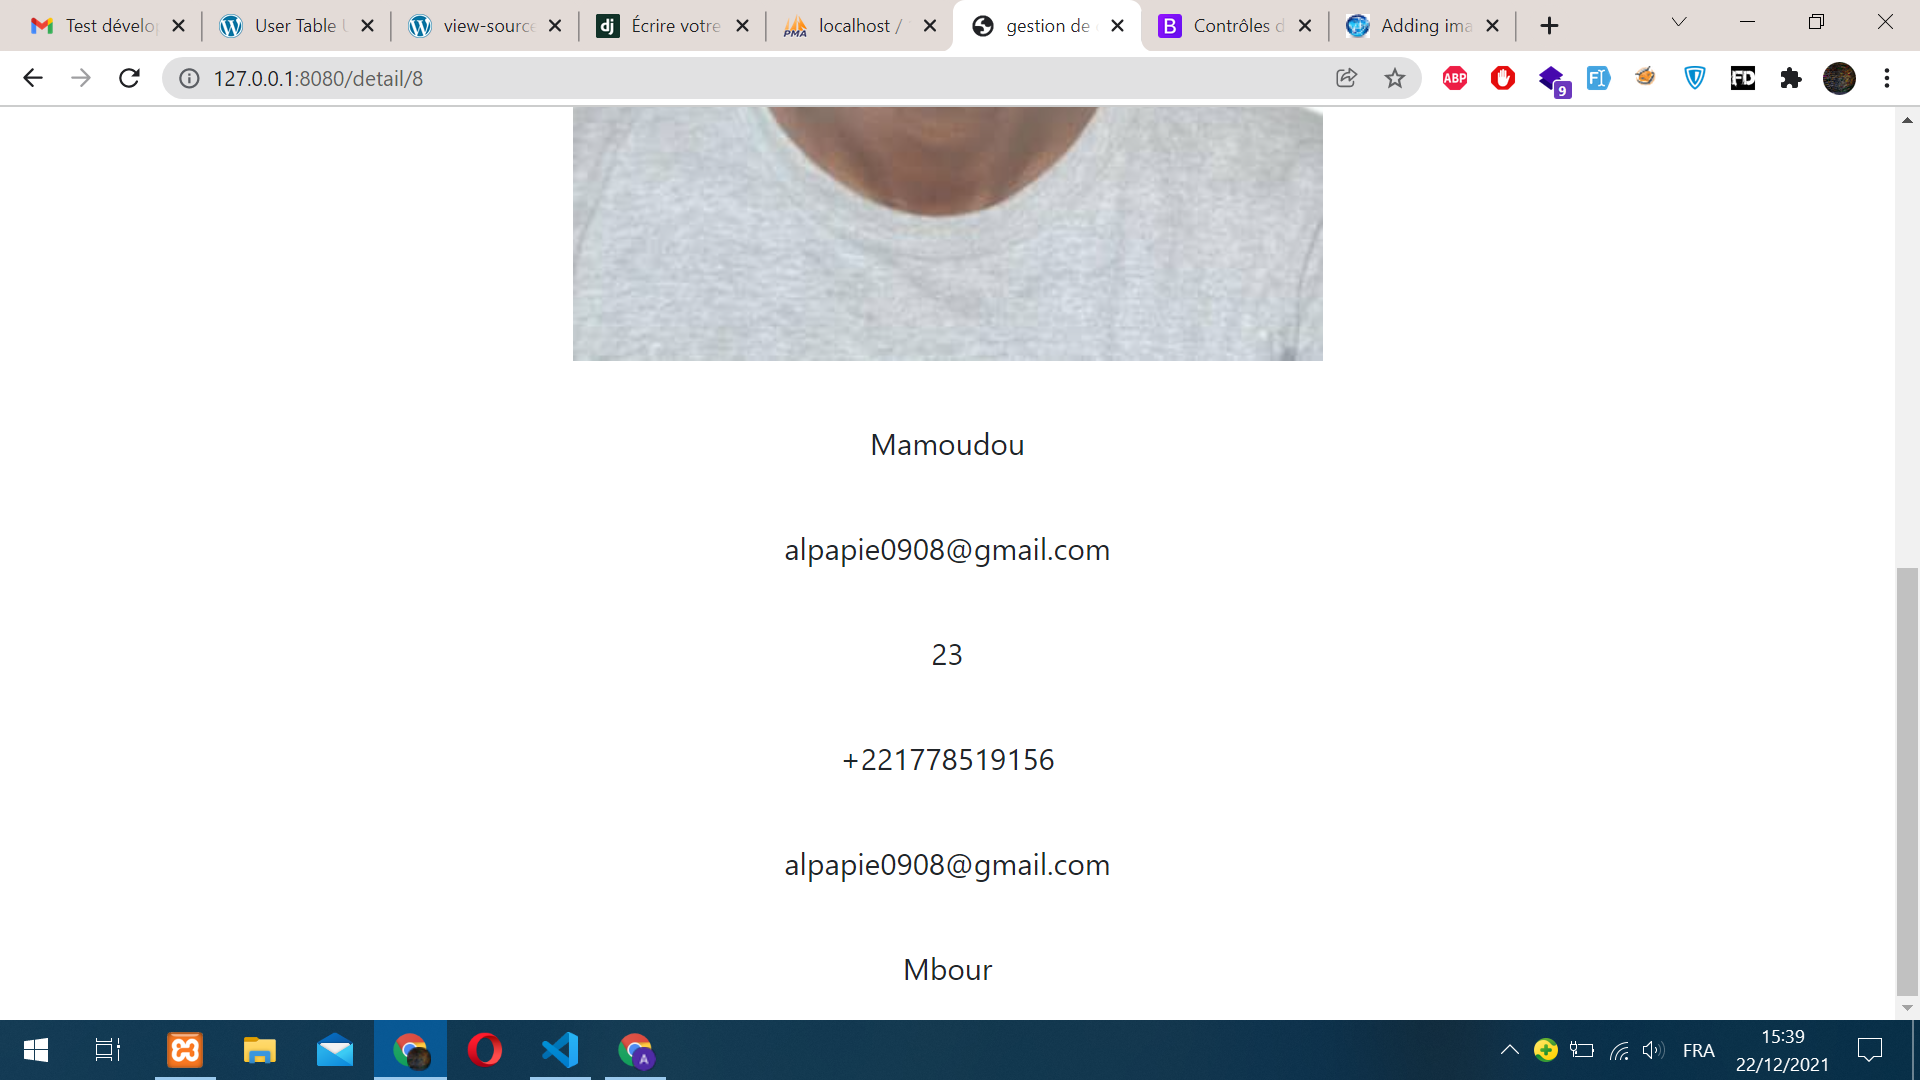 Test dévelo
User Table
view-source
Écrire votre
localhost /
gestion de
Contrôles d
Adding ima
127.0.0.1:8080/detail/8
ABP
9
FD
Mamoudou
alpapie0908@gmail.com
23
+221778519156
alpapie0908@gmail.com
Mbour
FRA
15:39
22/12/2021